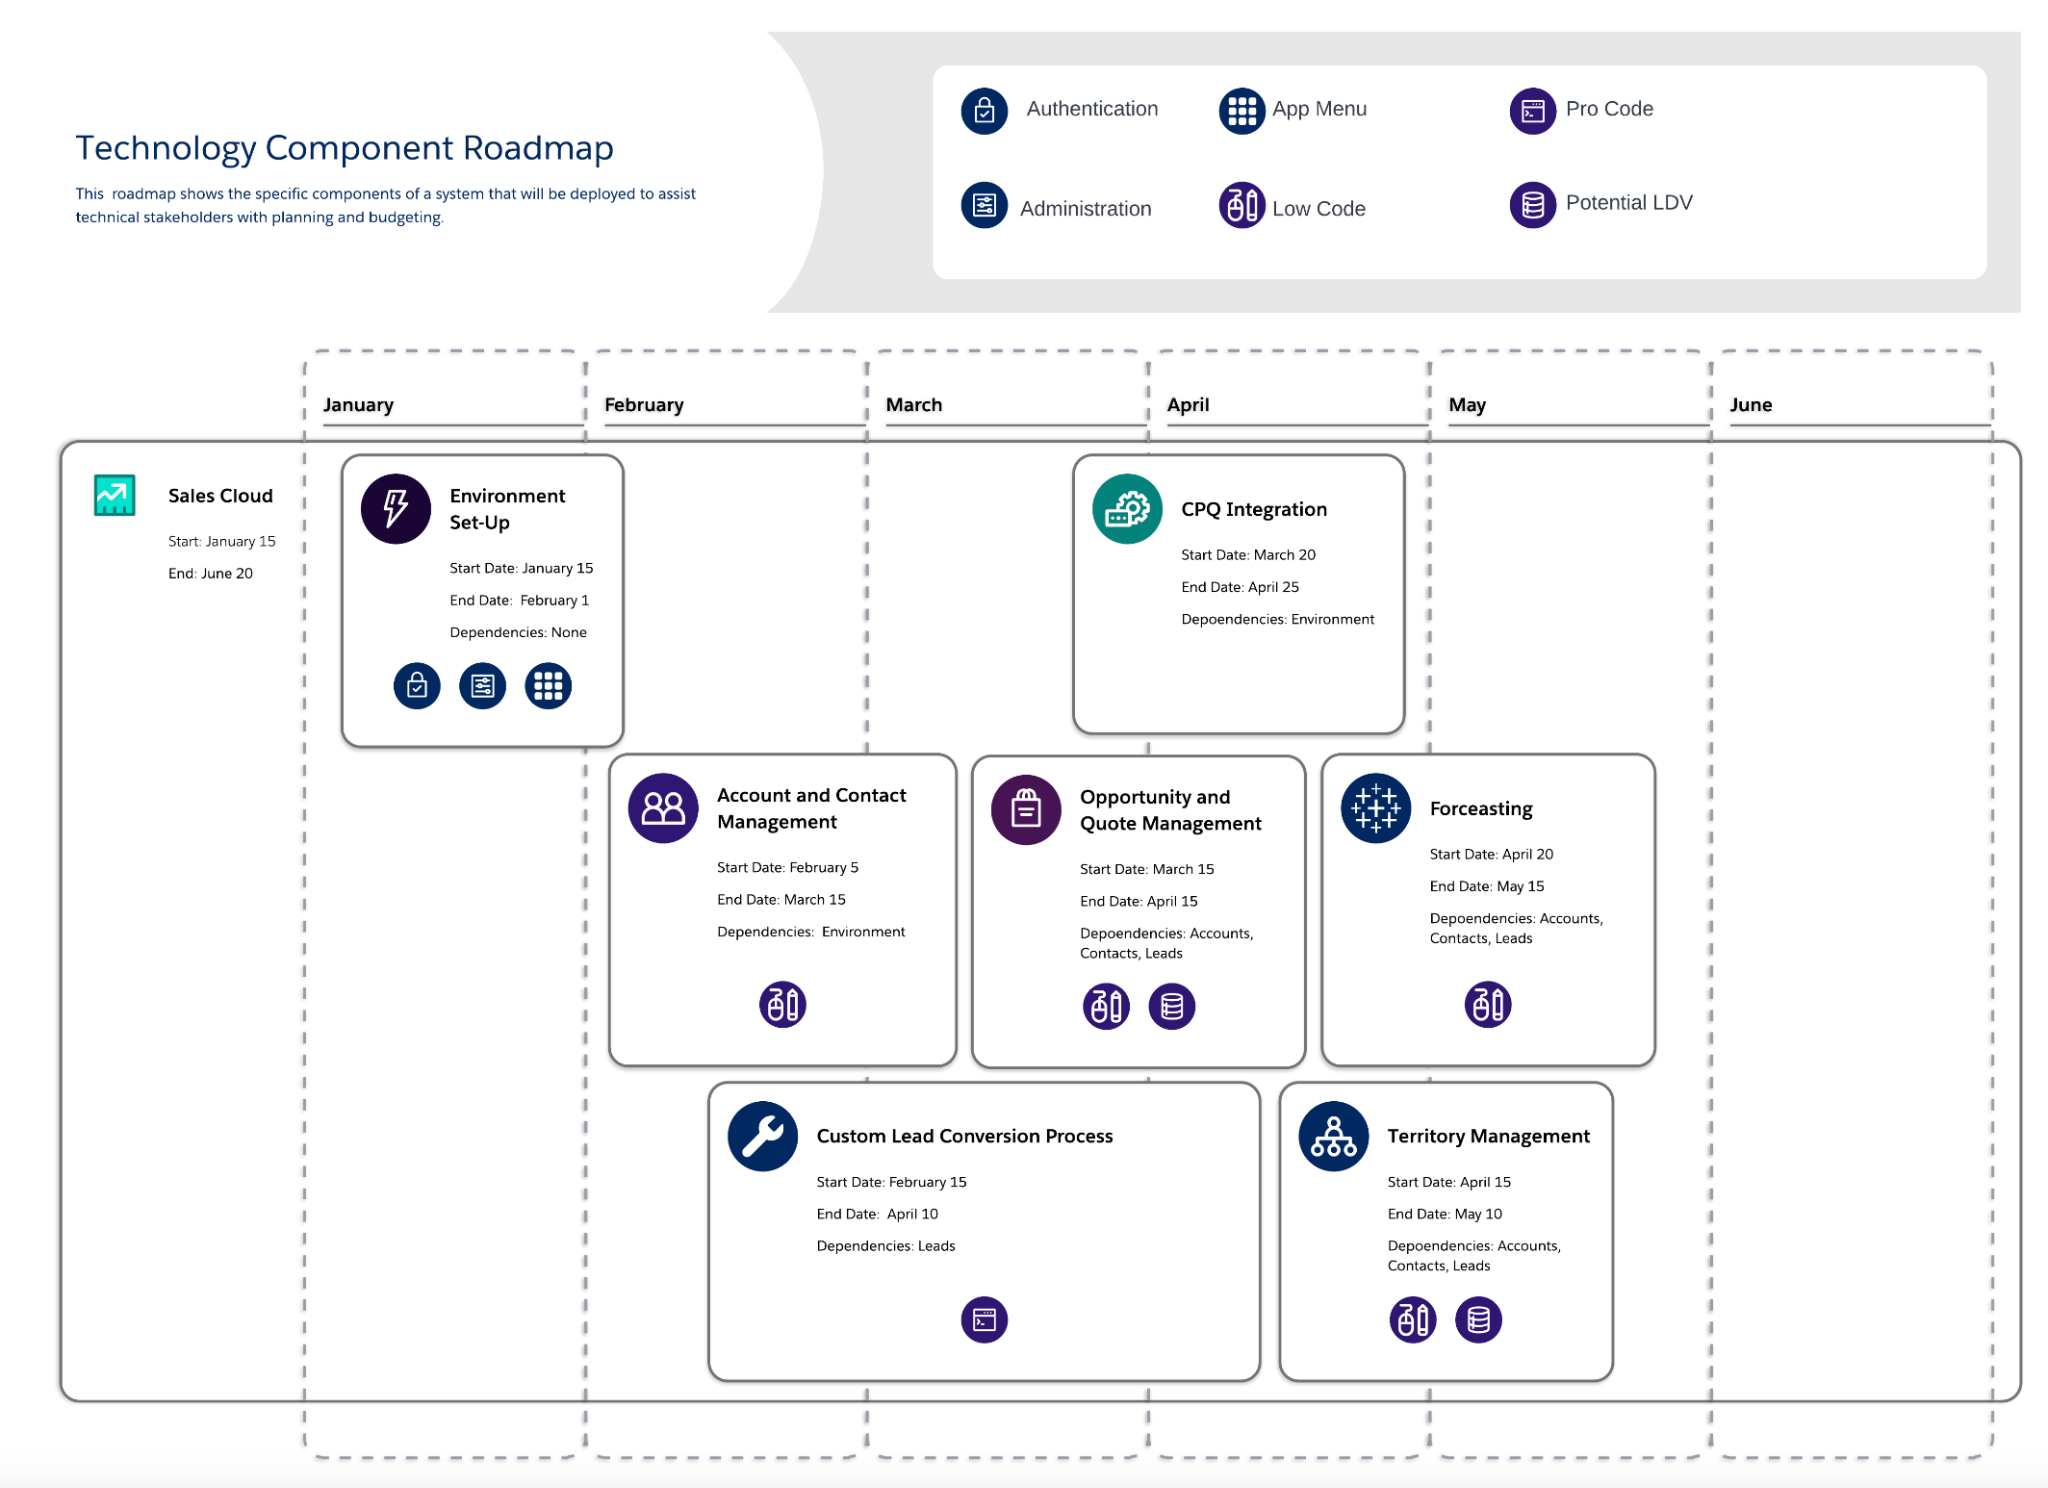 Technology Component Roadmap
This  roadmap shows the specific components of a system that will be deployed to assist
technical stakeholders with planning and budgeting.
Authentication
App Menu
Pro Code
Administration
Low Code
Potential LDV
January
February
March
April
May
June
Sales Cloud
Start: January 15
End: June 20
Environment
Set-Up
Start Date: January 15
End Date:  February 1
Dependencies: None
CPQ Integration
Start Date: March 20
End Date: April 25
Depoendencies: Environment
Account and Contact
Management
Start Date: February 5
End Date: March 15
Dependencies:  Environment
Opportunity and
Quote Management
Start Date: March 15
End Date: April 15
Depoendencies: Accounts,
Contacts, Leads
Forceasting
Start Date: April 20
End Date: May 15
Depoendencies: Accounts,
Contacts, Leads
Custom Lead Conversion Process
Start Date: February 15
End Date:  April 10
Dependencies: Leads
Territory Management
Start Date: April 15
End Date: May 10
Depoendencies: Accounts,
Contacts, Leads